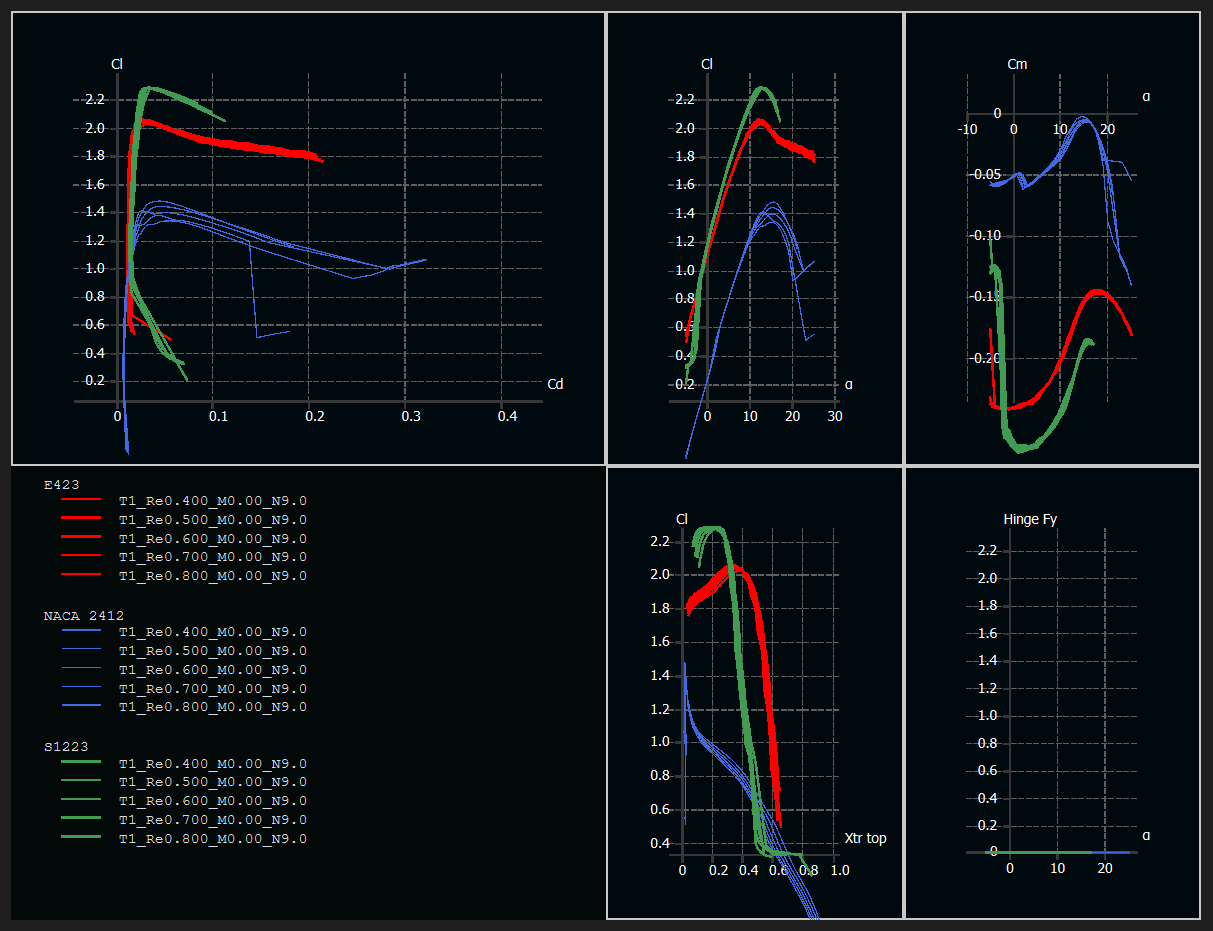 Cl
2.2
2.0
1.8
1.6
1.4
1.2
1.0
0.8
0.6
0.4
0.2
Cd
0 0.1 0.2 0.3 0.4
Cl
2.2
2.0
1.8
1.6
1.4
1.2
1.0
0.8
0.6
0.4
0.2
α
0 10 20 30
Cm
α
0
-10 0 10 20
-0.05
-0.10
-0.15
-0.20
E423
T1_Re0.400_M0.00_N9.0
T1_Re0.500_M0.00_N9.0
T1_Re0.600_M0.00_N9.0
T1_Re0.700_M0.00_N9.0
T1_Re0.800_M0.00_N9.0
NACA 2412
T1_Re0.400_M0.00_N9.0
T1_Re0.500_M0.00_N9.0
T1_Re0.600_M0.00_N9.0
T1_Re0.700_M0.00_N9.0
T1_Re0.800_M0.00_N9.0
S1223
T1_Re0.400_M0.00_N9.0
T1_Re0.500_M0.00_N9.0
T1_Re0.600_M0.00_N9.0
T1_Re0.700_M0.00_N9.0
T1_Re0.800_M0.00_N9.0
Cl
2.2
2.0
1.8
1.6
1.4
1.2
1.0
0.8
0.6
0.4
Xtr top
0 0.2 0.4 0.6 0.8 1.0
Hinge Fy
2.2
2.0
1.8
1.6
1.4
1.2
1.0
0.8
0.6
0.4
0.2
α
0
0 10 20